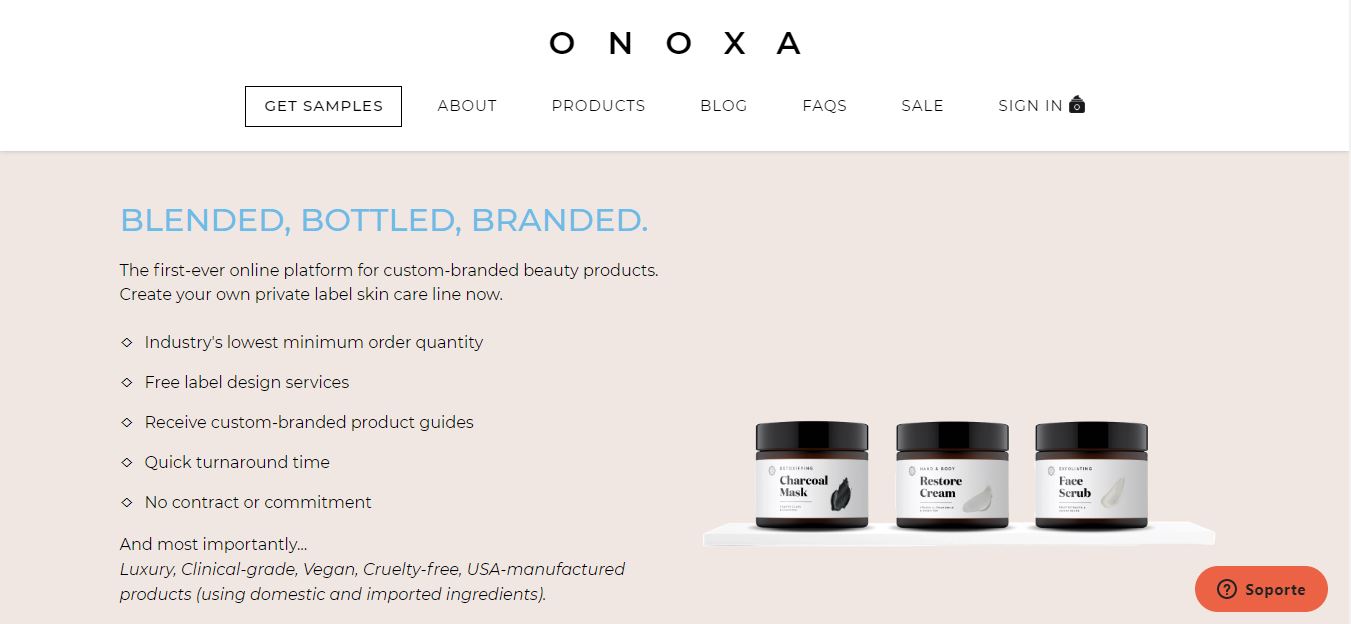 O N O X A
GET SAMPLES
ABOUT
PRODUCTS
BLOG
FAQS
SALE
SIGN IN
BLENDED, BOTTLED, BRANDED.
The first-ever online platform for custom-branded beauty products.
Create your own private label skin care line now.
Industry's lowest minimum order quantity
Free label design services
Receive custom-branded product guides
Quick turnaround time
No contract or commitment
And most importantly...
Luxury, Clinical-grade, Vegan, Cruelty-free, USA-manufactured
products (using domestic and imported ingredients).
DETOXIFYING
Charcoal
Mask
HAND & BODY
Restore
Cream
EXFOLIATING
Face
Scrub
Soporte